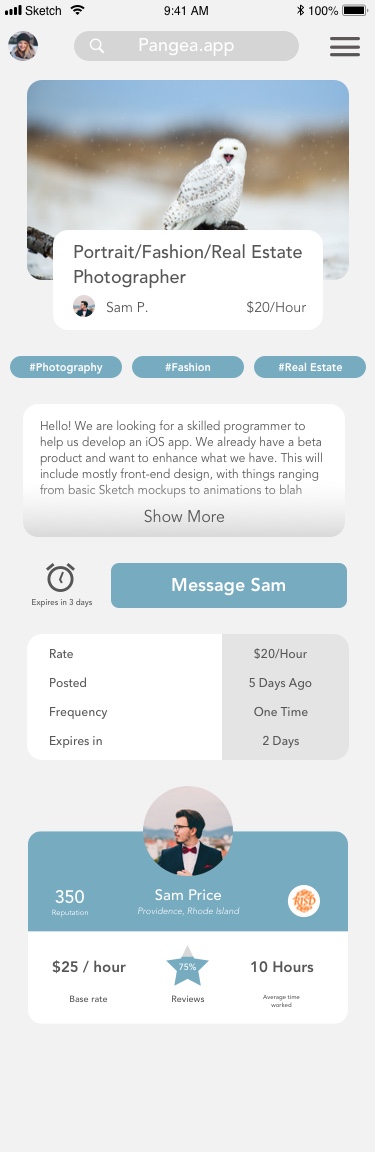 Sketch 9:41 AM 100%
Pangea.app
Portrait/Fashion/Real Estate
Photographer
Sam P. $20/Hour
#Photography #Fashion #Real Estate
Hello! We are looking for a skilled programmer to
help us develop an iOS app. We already have a beta
product and want to enhance what we have. This will
include mostly front-end design, with things ranging
from basic Sketch mockups to animations to blah
Show More
Message Sam
Expires in 3 days
Rate $20/Hour
Posted 5 Days Ago
Frequency One Time
Expires in 2 Days
350
Reputation
Sam Price
Providence, Rhode Island
RISD
$25 / hour 75% 10 Hours
Base rate Reviews Average time
worked